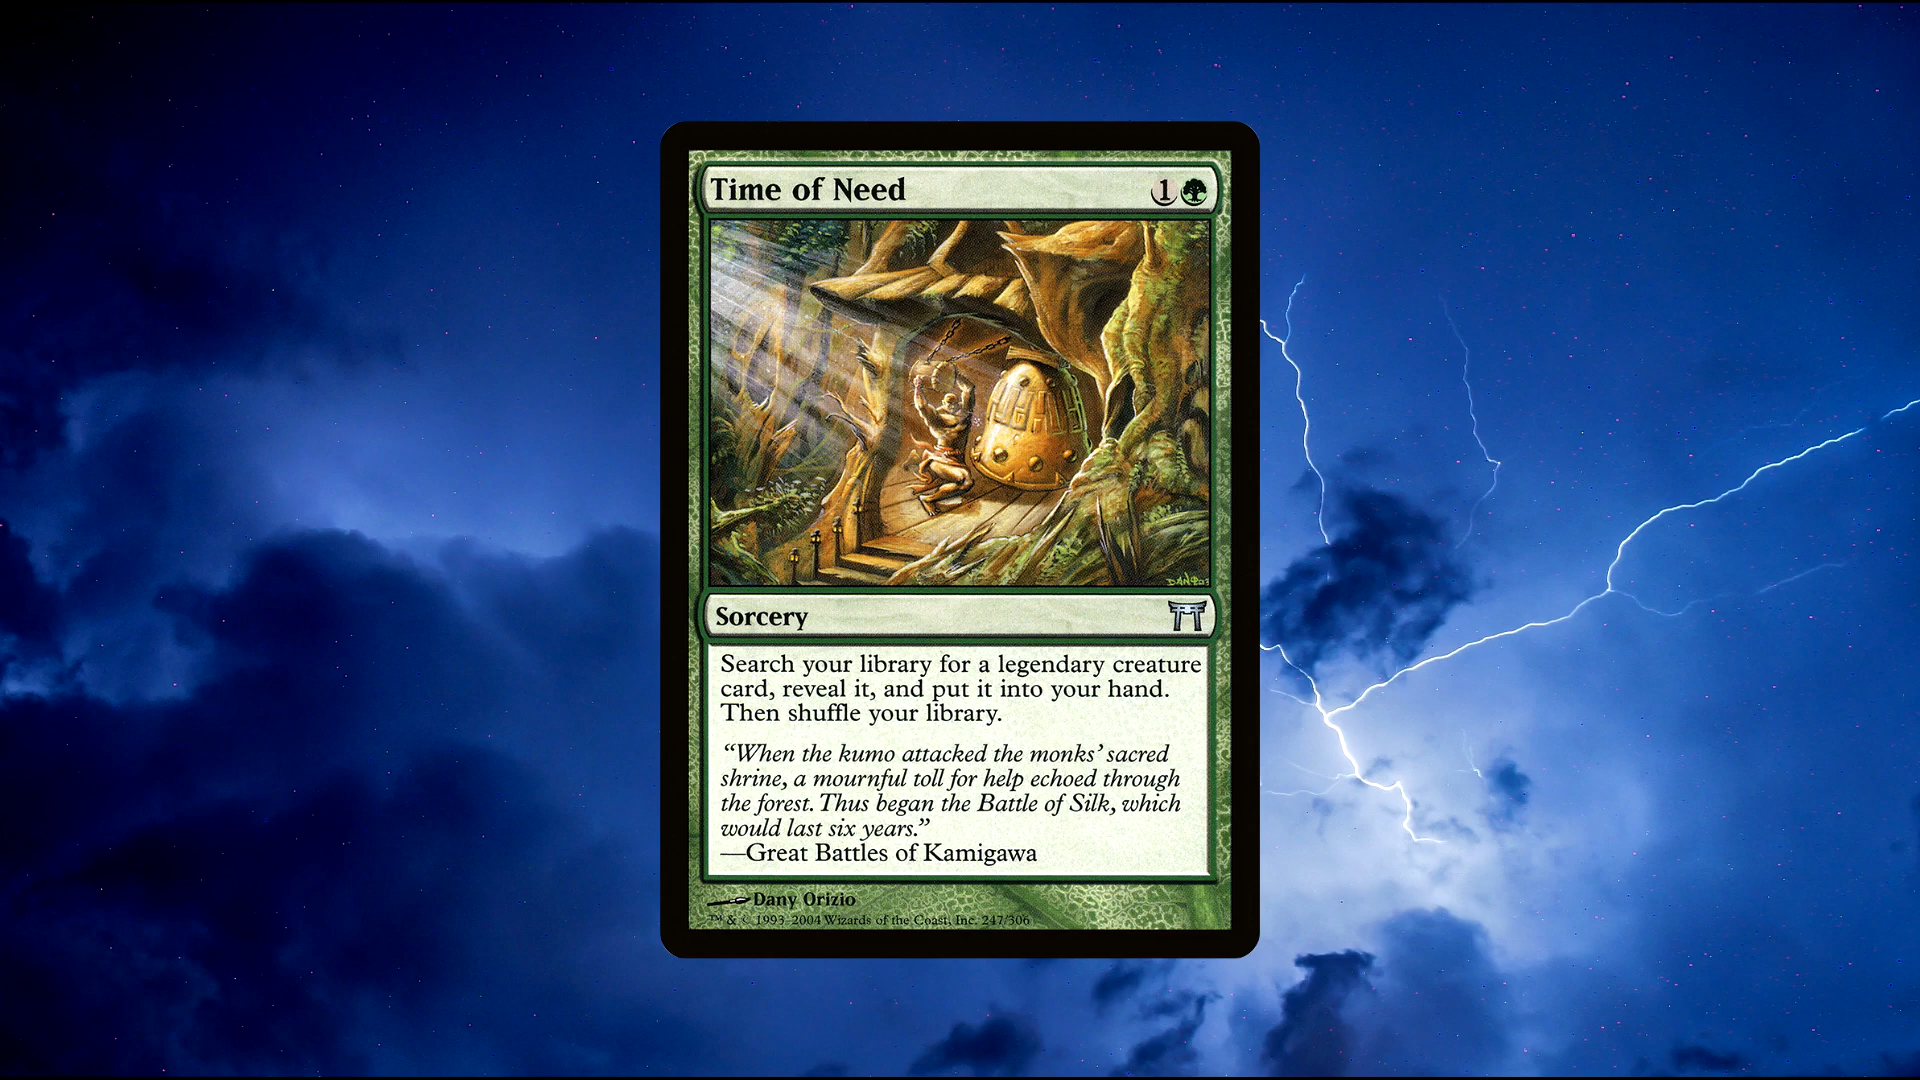 Time of Need 1
DAN
Sorcery
Search your library for a legendary creature
card, reveal it, and put it into your hand.
Then shuffle your library.
“When the kumo attacked the monks’ sacred
shrine, a mournful toll for help echoed through
the forest. Thus began the Battle of Silk, which
would last six years.”
—Great Battles of Kamigawa
Dany Orizio
™ & © 1993–2004 Wizards of the Coast, Inc. 247/306